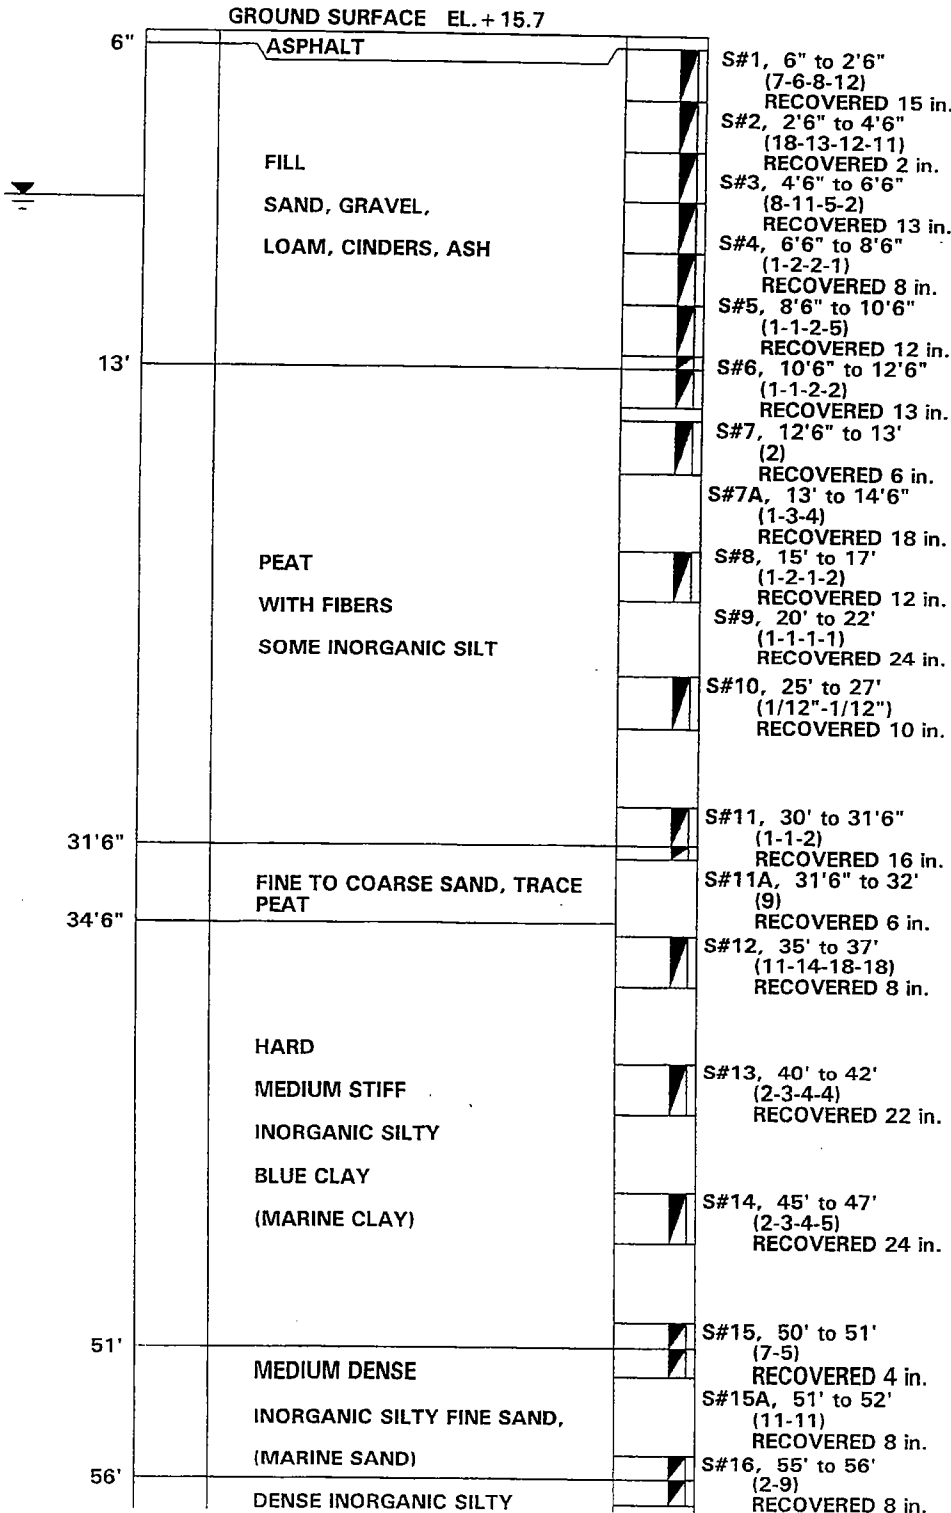 GROUND SURFACE EL.+15.7
6"
ASPHALT
S#1, 6" to 2'6"
(7-6-8-12)
RECOVERED 15 in.
S#2, 2'6" to 4'6"
(18-13-12-11)
RECOVERED 2 in.
FILL
SAND, GRAVEL,
LOAM, CINDERS, ASH
S#3, 4'6" to 6'6"
(8-11-5-2)
RECOVERED 13 in.
S#4, 6'6" to 8'6"
(1-2-2-1)
RECOVERED 8 in.
S#5, 8'6" to 10'6"
(1-1-2-5)
RECOVERED 12 in.
13'
S#6, 10'6" to 12'6"
(1-1-2-2)
RECOVERED 13 in.
S#7, 12'6" to 13'
(2)
RECOVERED 6 in.
S#7A, 13' to 14'6"
(1-3-4)
RECOVERED 18 in.
PEAT
WITH FIBERS
SOME INORGANIC SILT
S#8, 15' to 17'
(1-2-1-2)
RECOVERED 12 in.
S#9, 20' to 22'
(1-1-1-1)
RECOVERED 24 in.
S#10, 25' to 27'
(1/12"-1/12")
RECOVERED 10 in.
S#11, 30' to 31'6"
(1-1-2)
RECOVERED 16 in.
31'6"
FINE TO COARSE SAND, TRACE
PEAT
S#11A, 31'6" to 32'
(9)
RECOVERED 6 in.
34'6"
S#12, 35' to 37'
(11-14-18-18)
RECOVERED 8 in.
HARD
MEDIUM STIFF
INORGANIC SILTY
BLUE CLAY
(MARINE CLAY)
S#13, 40' to 42'
(2-3-4-4)
RECOVERED 22 in.
S#14, 45' to 47'
(2-3-4-5)
RECOVERED 24 in.
51'
S#15, 50' to 51'
(7-5)
RECOVERED 4 in.
MEDIUM DENSE
INORGANIC SILTY FINE SAND,
(MARINE SAND)
S#15A, 51' to 52'
(11-11)
RECOVERED 8 in.
56'
S#16, 55' to 56'
(2-9)
RECOVERED 8 in.
DENSE INORGANIC SILTY